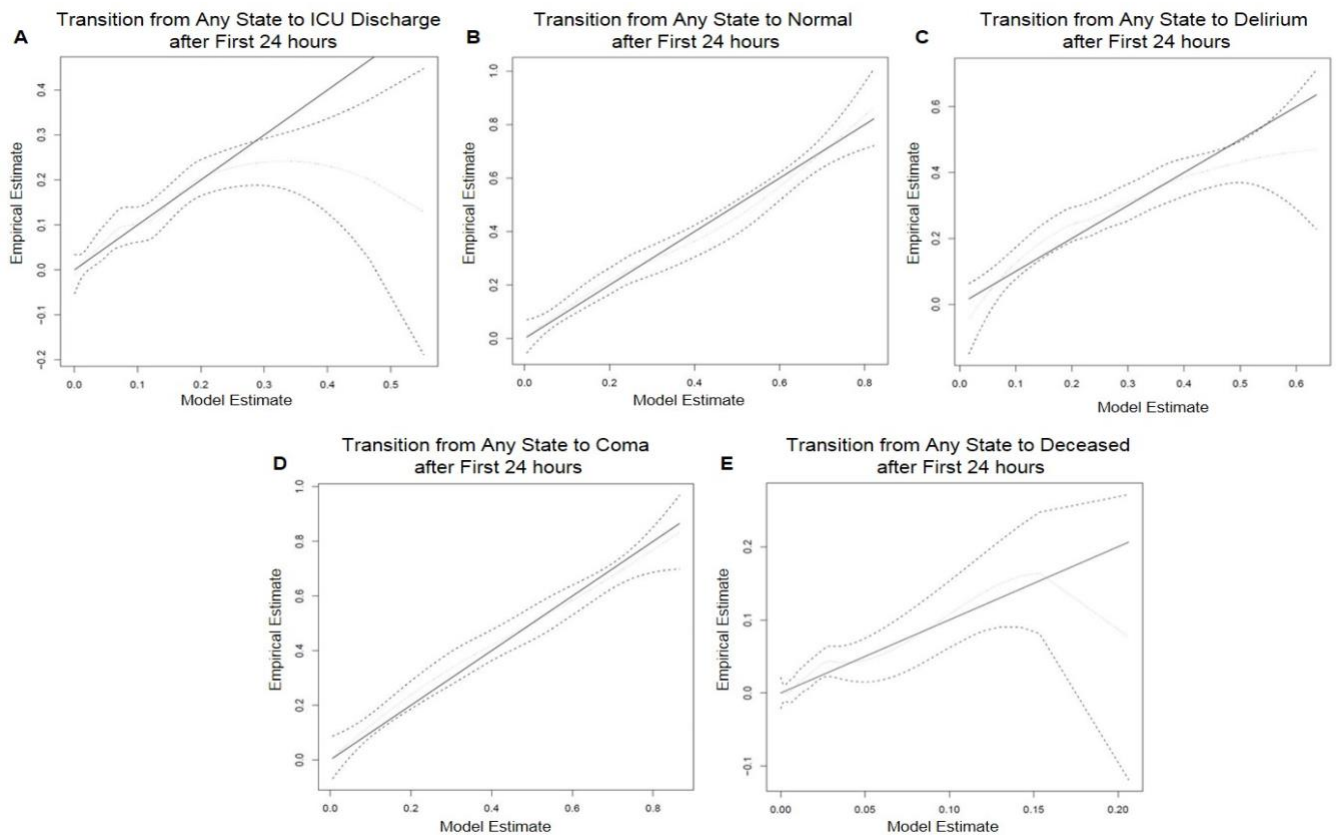 A
Transition from Any State to ICU Discharge
after First 24 hours
Empirical Estimate
0.4
0.3
0.2
0.1
0.0
−0.1
−0.2
0.0 0.1 0.2 0.3 0.4 0.5
Model Estimate
B
Transition from Any State to Normal
after First 24 hours
Empirical Estimate
1.0
0.8
0.6
0.4
0.2
0.0
0.0 0.2 0.4 0.6 0.8
Model Estimate
C
Transition from Any State to Delirium
after First 24 hours
Empirical Estimate
0.6
0.4
0.2
0.0
0.0 0.1 0.2 0.3 0.4 0.5 0.6
Model Estimate
D
Transition from Any State to Coma
after First 24 hours
Empirical Estimate
1.0
0.8
0.6
0.4
0.2
0.0
0.0 0.2 0.4 0.6 0.8
Model Estimate
E
Transition from Any State to Deceased
after First 24 hours
Empirical Estimate
0.2
0.1
0.0
−0.1
0.00 0.05 0.10 0.15 0.20
Model Estimate